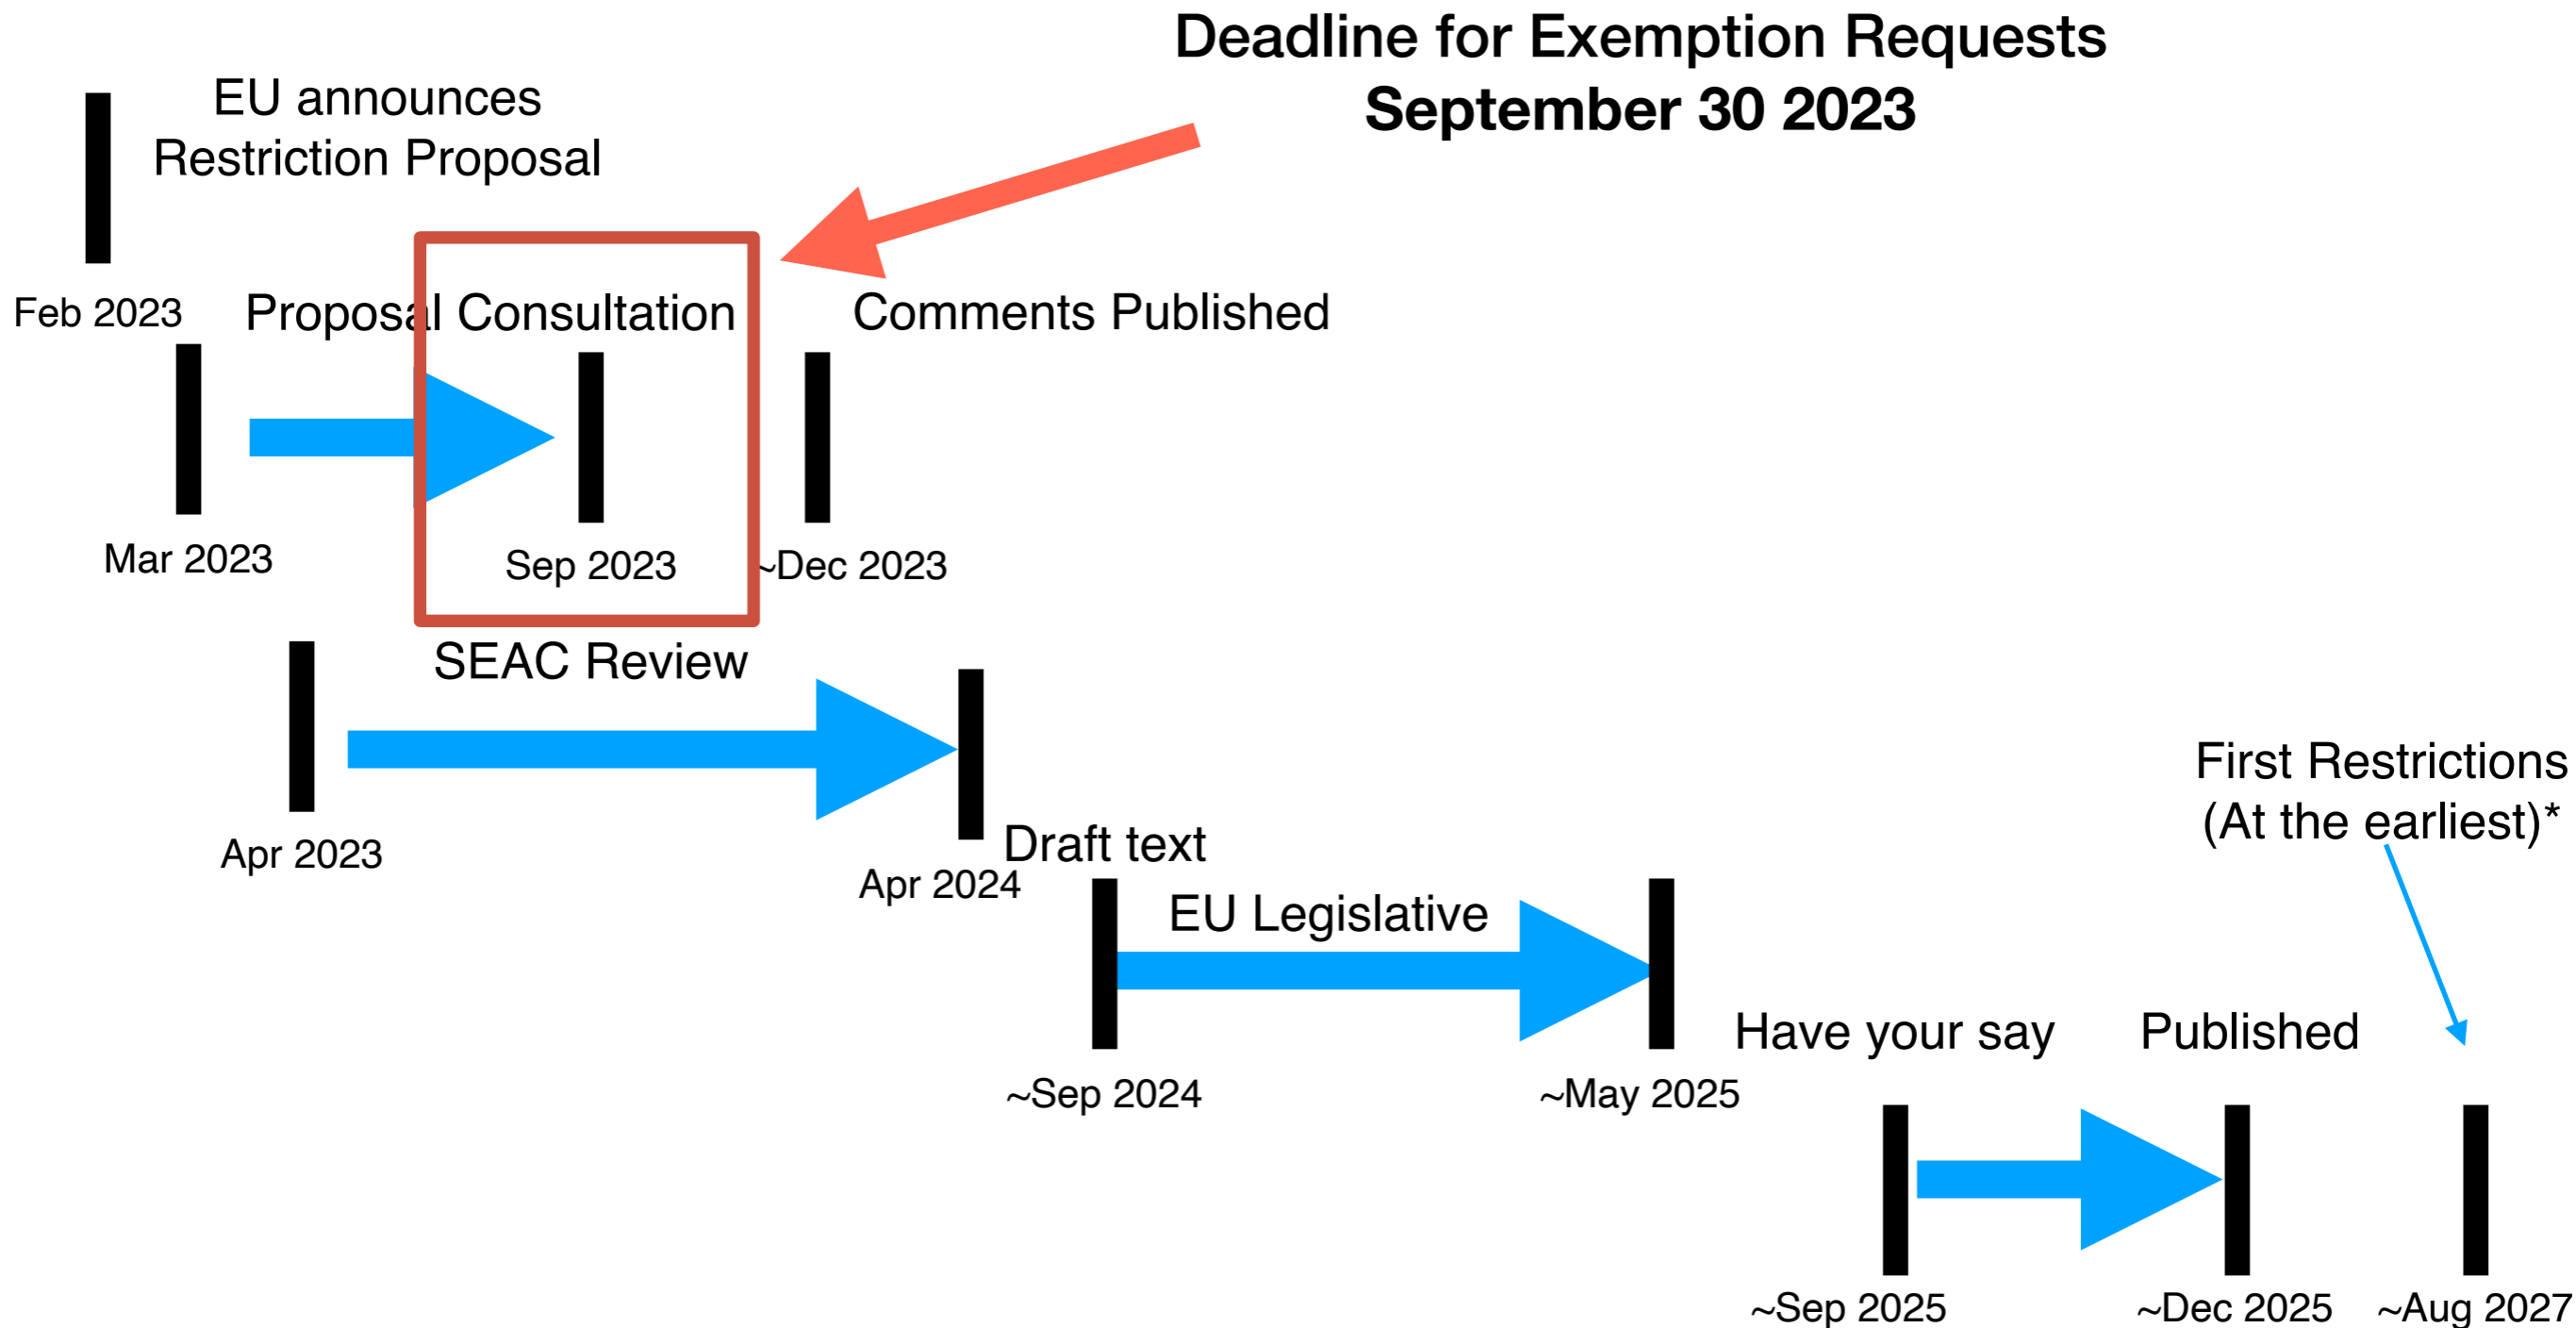 Deadline for Exemption Requests
September 30 2023
EU announces
Restriction Proposal
Feb 2023
Proposal Consultation
Comments Published
Mar 2023
Sep 2023
~Dec 2023
SEAC Review
Apr 2023
Apr 2024
Draft text
EU Legislative
~Sep 2024
~May 2025
First Restrictions
(At the earliest)*
Have your say
Published
~Sep 2025
~Dec 2025
~Aug 2027